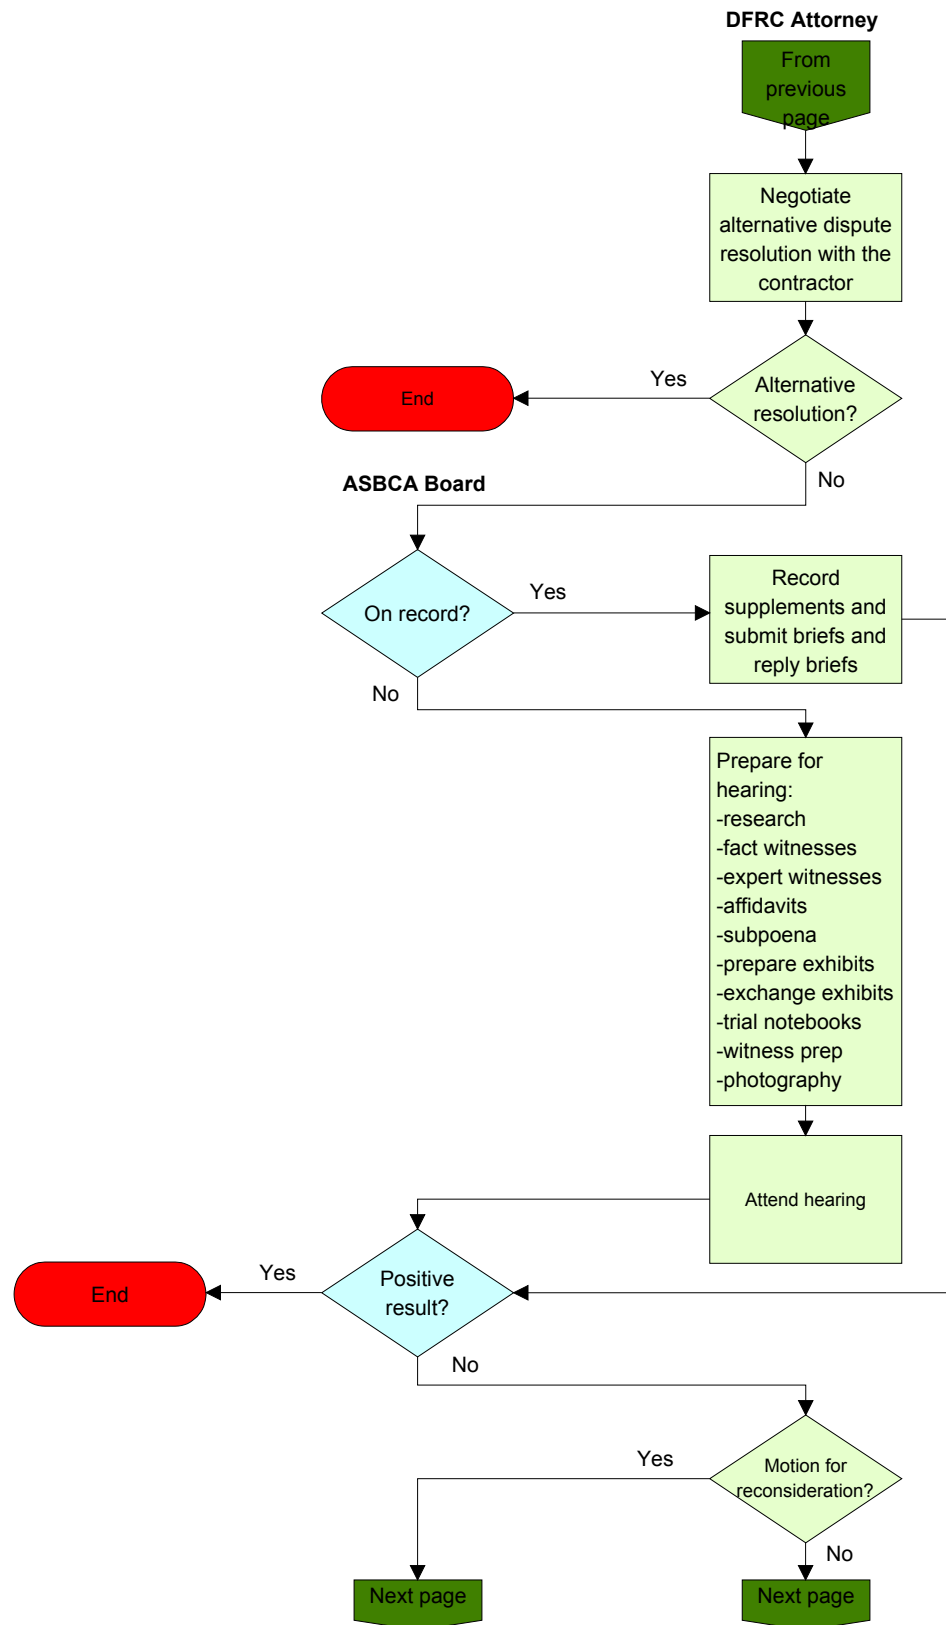 DFRC Attorney
From
previous
page
Negotiate
alternative dispute
resolution with the
contractor
Alternative
resolution?
Yes
End
No
ASBCA Board
On record?
Yes
Record
supplements and
submit briefs and
reply briefs
No
Prepare for
hearing:
-research
-fact witnesses
-expert witnesses
-affidavits
-subpoena
-prepare exhibits
-exchange exhibits
-trial notebooks
-witness prep
-photography
Attend hearing
Positive
result?
Yes
End
No
Motion for
reconsideration?
Yes
No
Next page
Next page